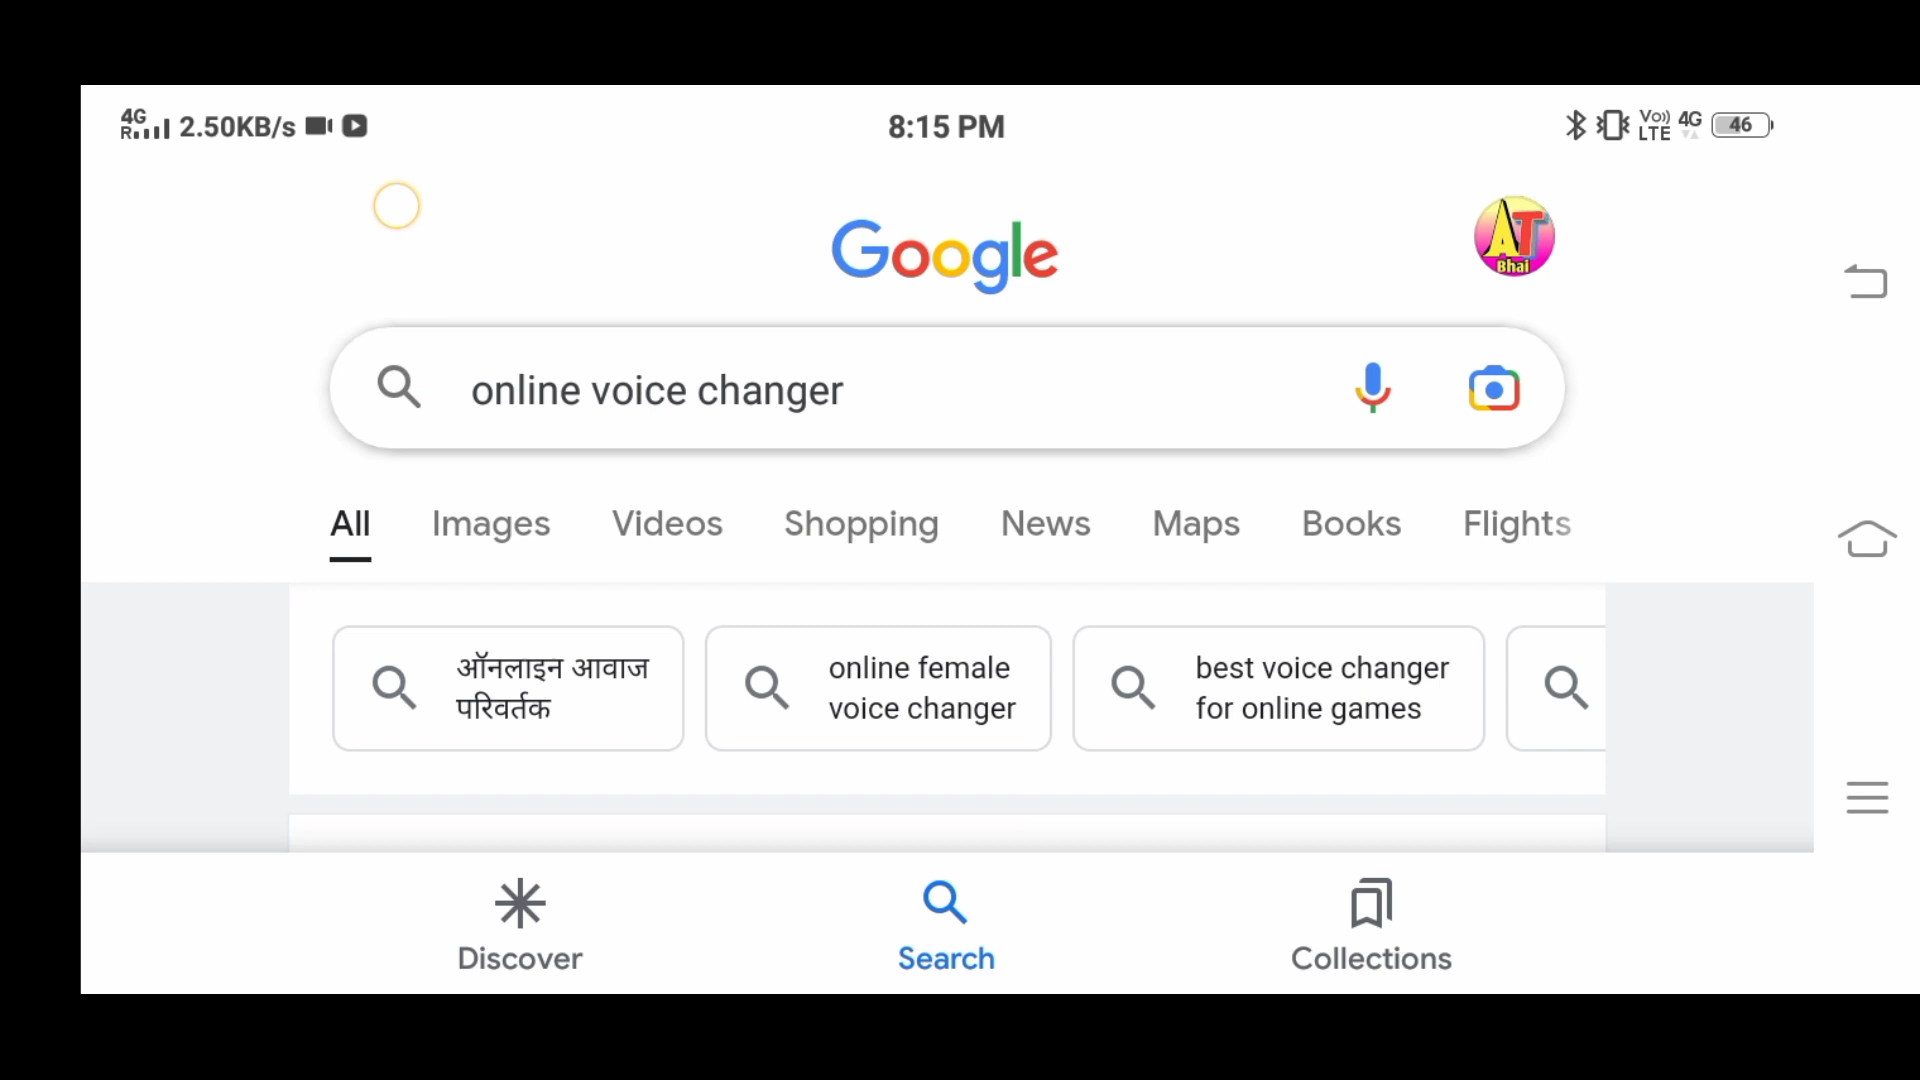 4G
R 2.50KB/s 8:15 PM Vo)) LTE 4G 46
Google
AT
Bhai
online voice changer
All Images Videos Shopping News Maps Books Flights
ऑनलाइन आवाज
परिवर्तक
online female
voice changer
best voice changer
for online games
Discover Search Collections